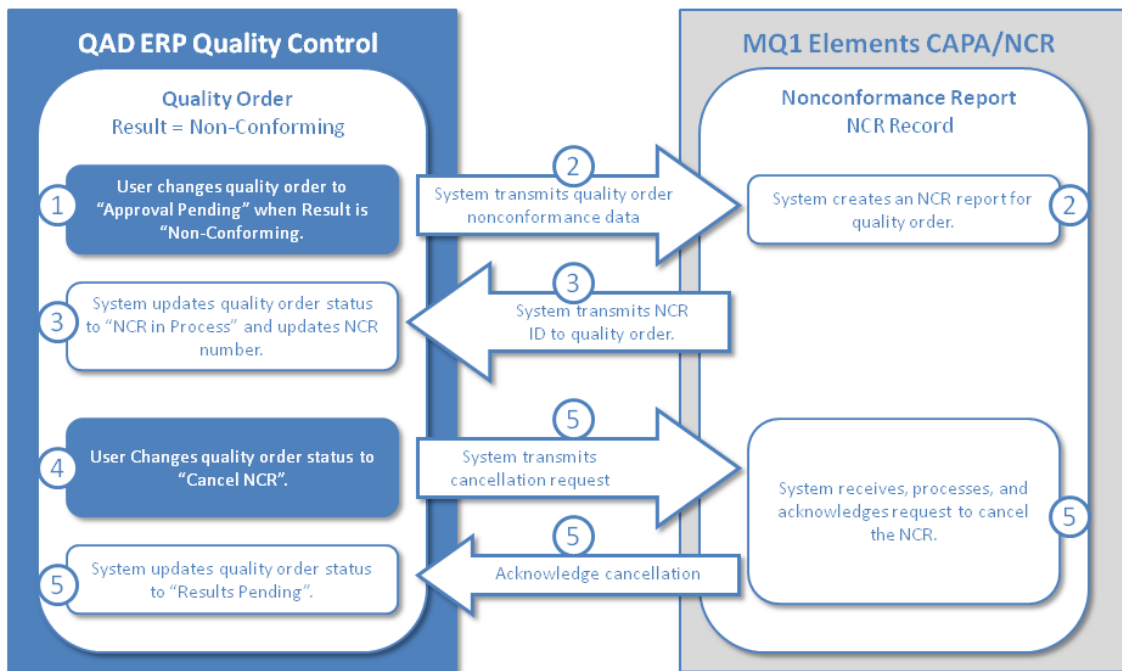 QAD ERP Quality Control
MQ1 Elements CAPA/NCR
Quality Order
Result = Non-Conforming
Nonconformance Report
NCR Record
1
User changes quality order to
“Approval Pending” when Result is
“Non-Conforming.
2
System transmits quality order
nonconformance data
System creates an NCR report for
quality order.
2
3
System updates quality order status
to “NCR in Process” and updates NCR
number.
3
System transmits NCR
ID to quality order.
4
User Changes quality order status to
“Cancel NCR”.
5
System transmits
cancellation request
System receives, processes, and
acknowledges request to cancel
the NCR.
5
5
System updates quality order status
to “Results Pending”.
5
Acknowledge cancellation